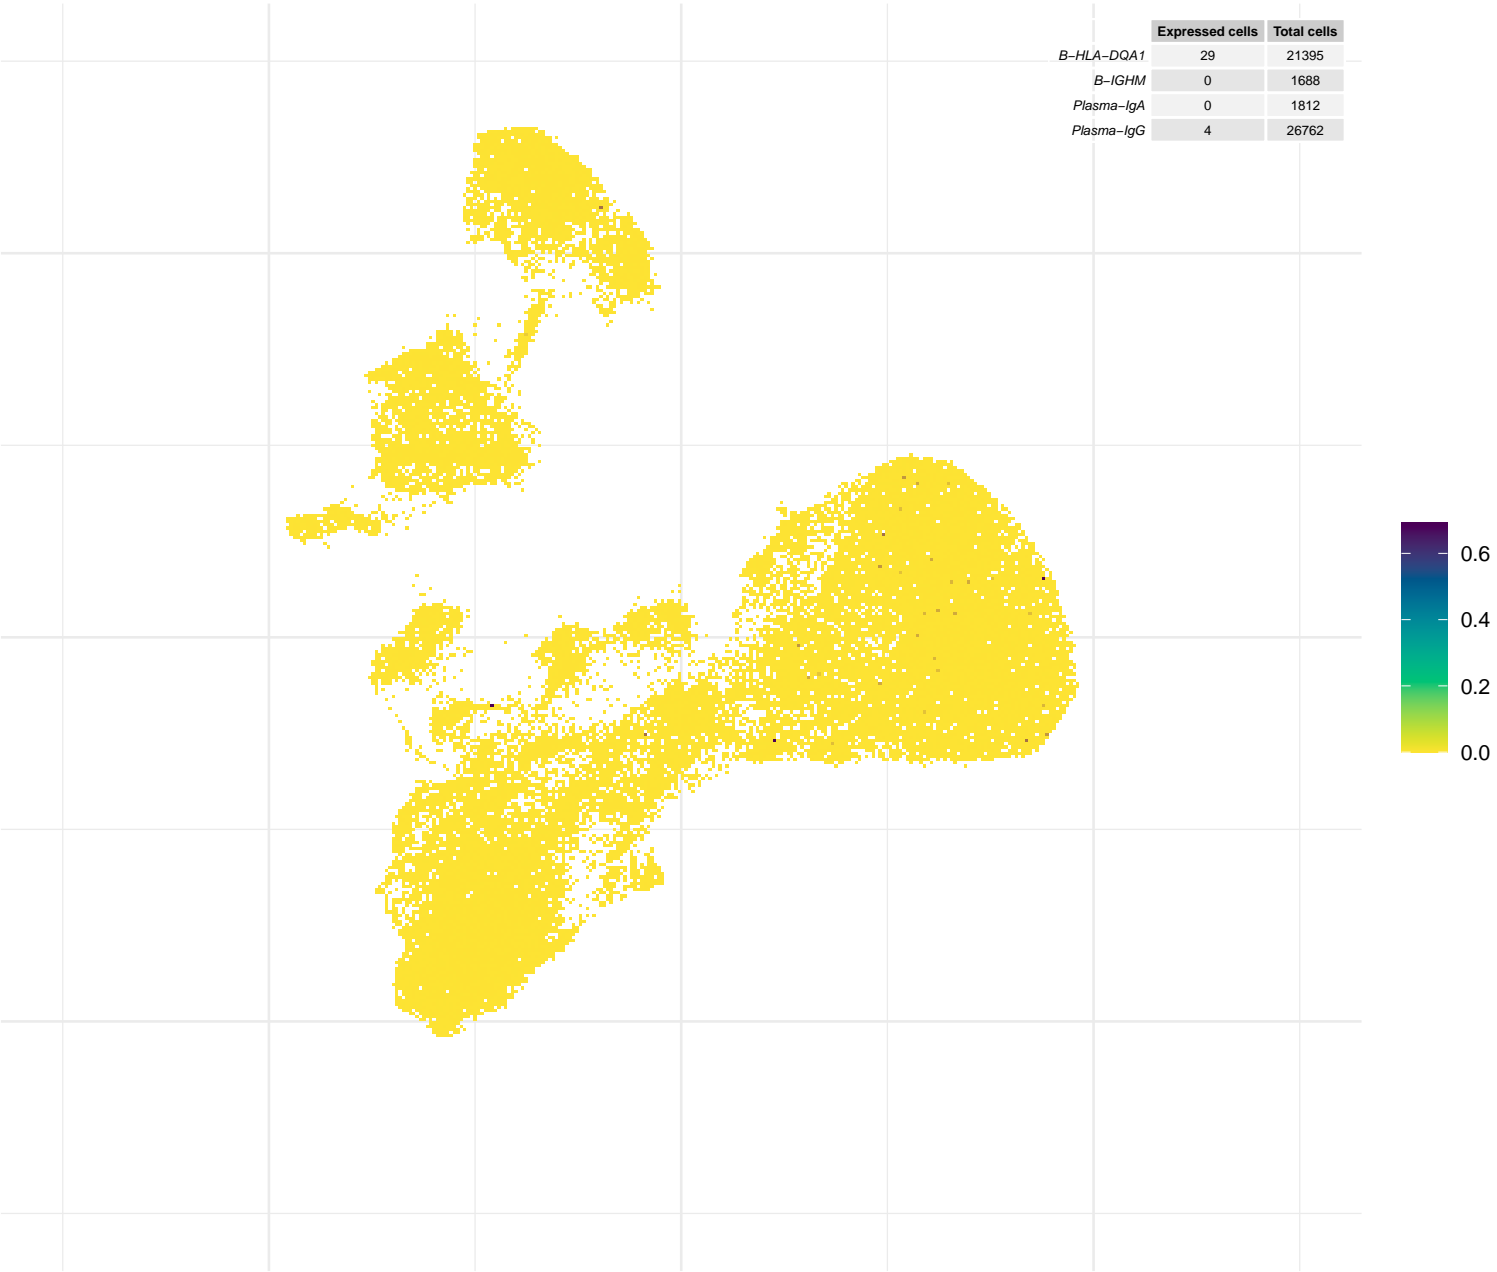 Expressed cells Total cells
B−HLA−DQA1 29 21395
B−IGHM 0 1688
Plasma−IgA 0 1812
Plasma−IgG 4 26762
0.6
0.4
0.2
0.0